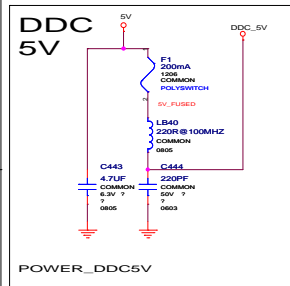 DDC
5V
5V
DDC_5V
F1
200mA
1206
COMMON
POLYSWITCH
2
5V_FUSED
LB40
220R@100MHZ
COMMON
0805
C443
4.7UF
COMMON
6.3V ?
?
0805
C444
220PF
COMMON
50V ?
?
0603
POWER_DDC5V